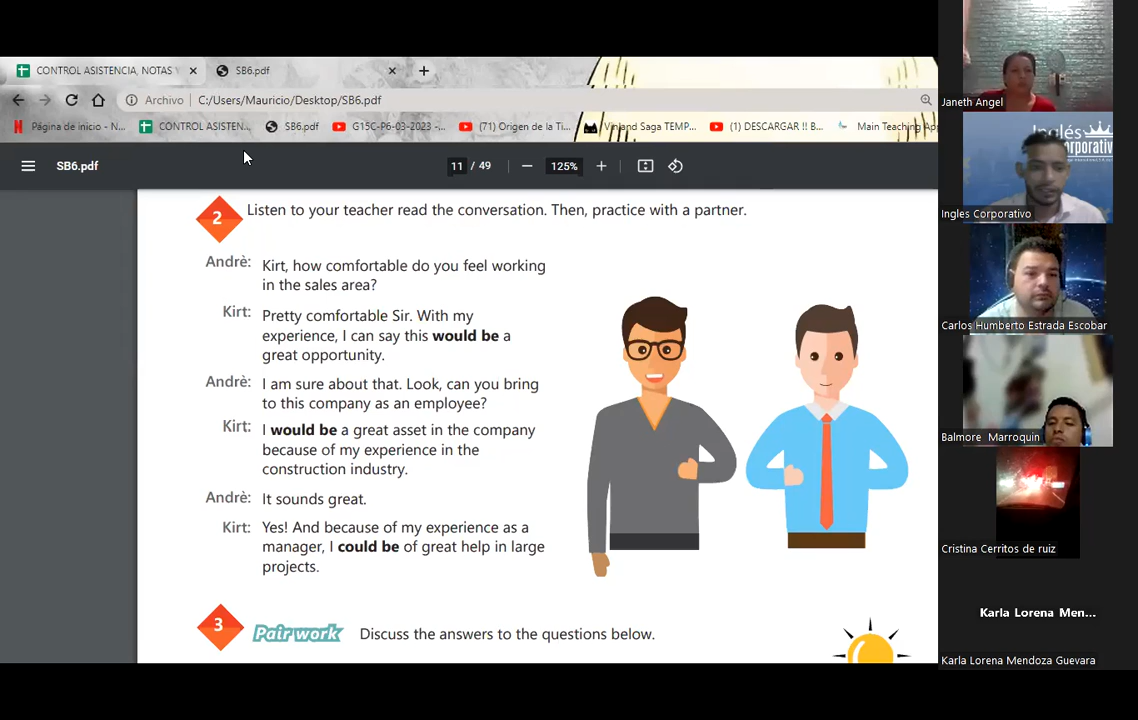 CONTROL ASISTENCIA, NOTAS Y
SB6.pdf
Archivo
C:/Users/Mauricio/Desktop/SB6.pdf
Página de inicio - N...
CONTROL ASISTEN...
SB6.pdf
G15C-P6-03-2023 -...
(71) Origen de la Ti...
Vinland Saga TEMP...
(1) DESCARGAR !! B...
Main Teaching App
SB6.pdf
11 / 49
125%
2
Listen to your teacher read the conversation. Then, practice with a partner.
Andrè: Kirt, how comfortable do you feel working
in the sales area?
Kirt: Pretty comfortable Sir. With my
experience, I can say this would be a
great opportunity.
Andrè: I am sure about that. Look, can you bring
to this company as an employee?
Kirt: I would be a great asset in the company
because of my experience in the
construction industry.
Andrè: It sounds great.
Kirt: Yes! And because of my experience as a
manager, I could be of great help in large
projects.
3
Pair work Discuss the answers to the questions below.
Janeth Angel
Inglés
Corporativo
Ingles Corporativo
Carlos Humberto Estrada Escobar
Balmore Marroquin
Cristina Cerritos de ruiz
Karla Lorena Men...
Karla Lorena Mendoza Guevara